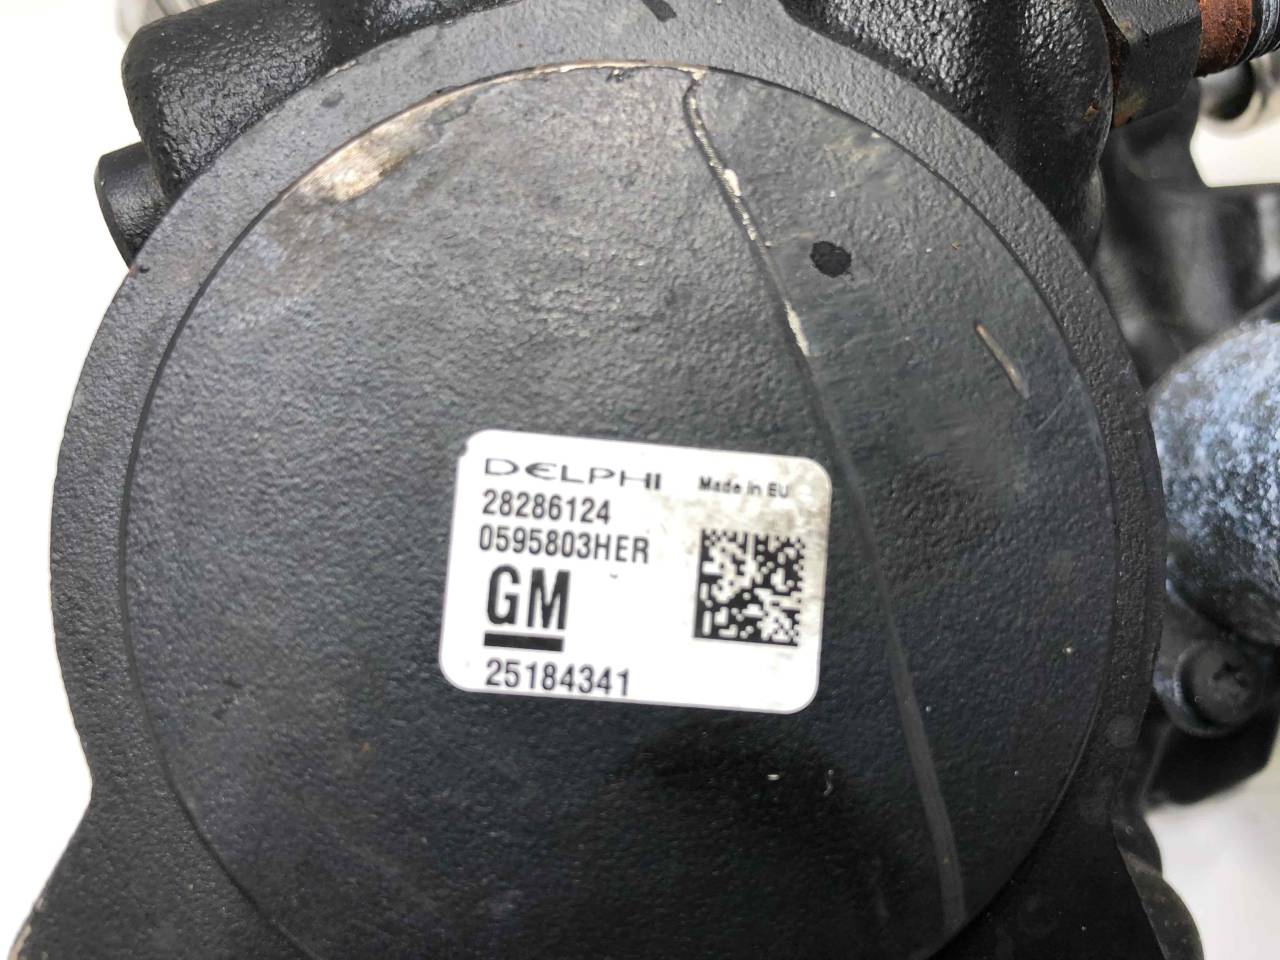 DELPHI Made in EU
28286124
0595803HER
GM
25184341